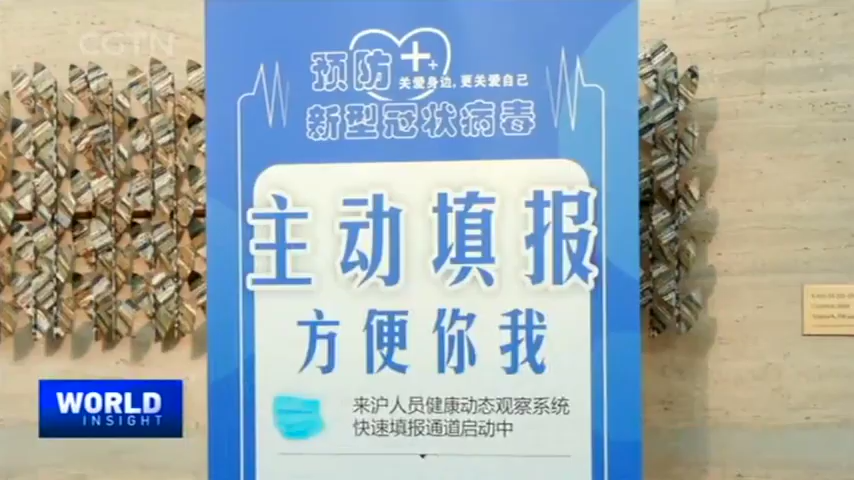 CGTN
预防
关爱身边,更关爱自己
新型冠状病毒
主动填报
方便你我
来沪人员健康动态观察系统
快速填报通道启动中
WORLD
INSIGHT